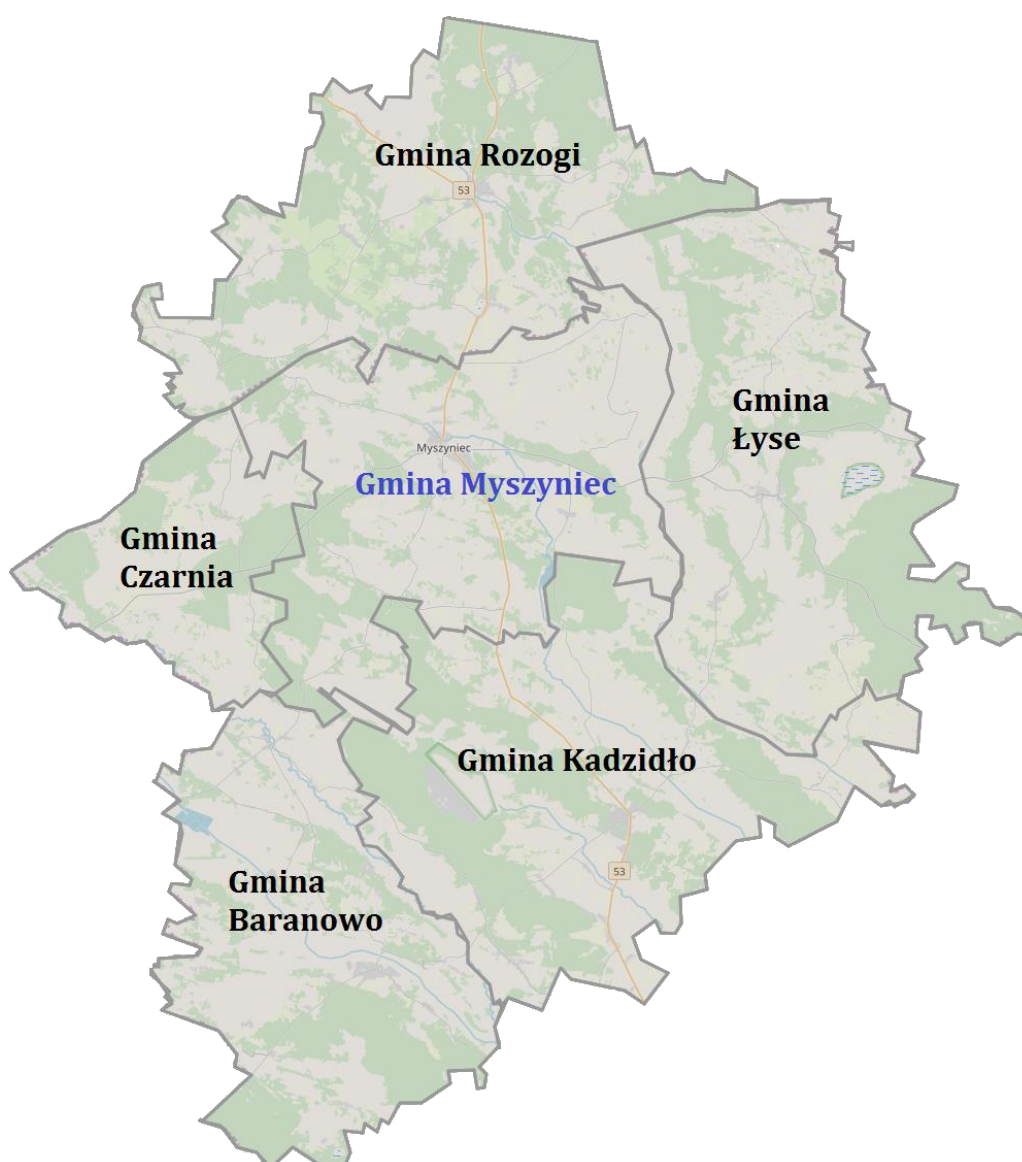 Gmina Rozogi
53
Gmina
Łyse
Myszyniec
Gmina Myszyniec
Gmina
Czarnia
Gmina Kadzidło
53
Gmina
Baranowo